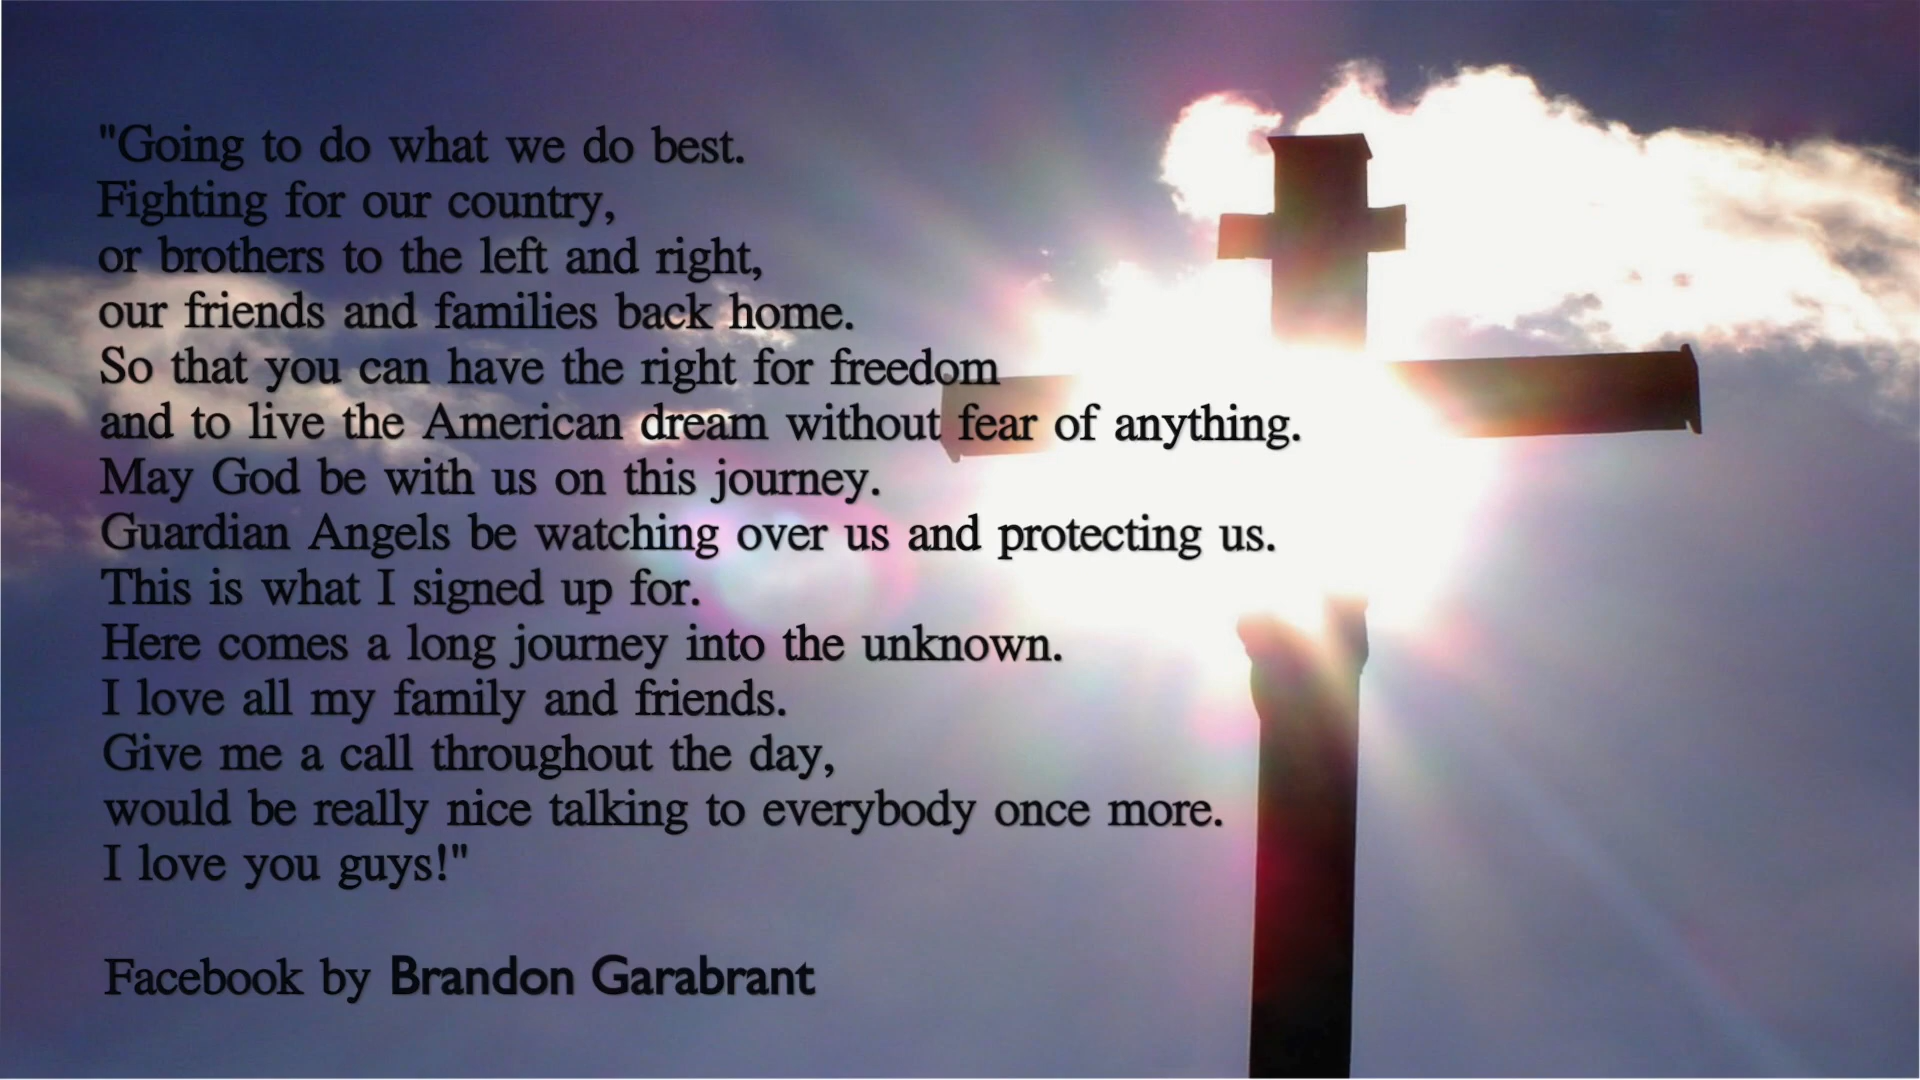 "Going to do what we do best.
Fighting for our country,
or brothers to the left and right,
our friends and families back home.
So that you can have the right for freedom
and to live the American dream without fear of anything.
May God be with us on this journey.
Guardian Angels be watching over us and protecting us.
This is what I signed up for.
Here comes a long journey into the unknown.
I love all my family and friends.
Give me a call throughout the day,
would be really nice talking to everybody once more.
I love you guys!"
Facebook by Brandon Garabrant